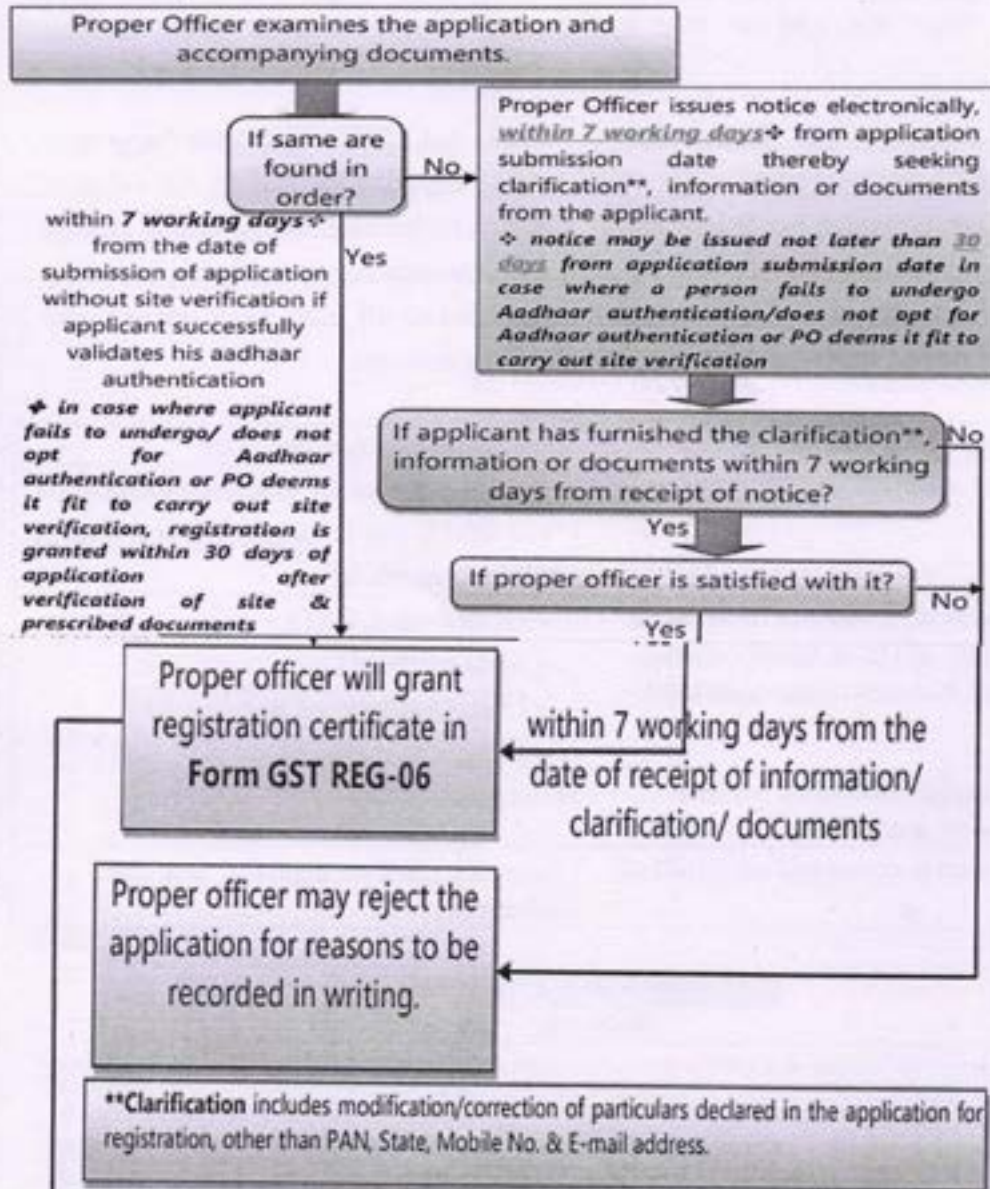 Proper Officer examines the application and
accompanying documents.
If same are
found in
order?
No
Proper Officer issues notice electronically,
within 7 working days❖ from application
submission date thereby seeking
clarification**, information or documents
from the applicant.
❖ notice may be issued not later than 30
days from application submission date in
case where a person fails to undergo
Aadhaar authentication/does not opt for
Aadhaar authentication or PO deems it fit to
carry out site verification
within 7 working days❖
from the date of
submission of application
without site verification if
applicant successfully
validates his aadhaar
authentication
Yes
❖ in case where applicant
fails to undergo/ does not
opt for Aadhaar
authentication or PO deems
it fit to carry out site
verification, registration is
granted within 30 days of
application after
verification of site &
prescribed documents
If applicant has furnished the clarification**,
information or documents within 7 working
days from receipt of notice?
No
Yes
If proper officer is satisfied with it?
No
Yes
Proper officer will grant
registration certificate in
Form GST REG-06
within 7 working days from the
date of receipt of information/
clarification/ documents
Proper officer may reject the
application for reasons to be
recorded in writing.
**Clarification includes modification/correction of particulars declared in the application for
registration, other than PAN, State, Mobile No. & E-mail address.